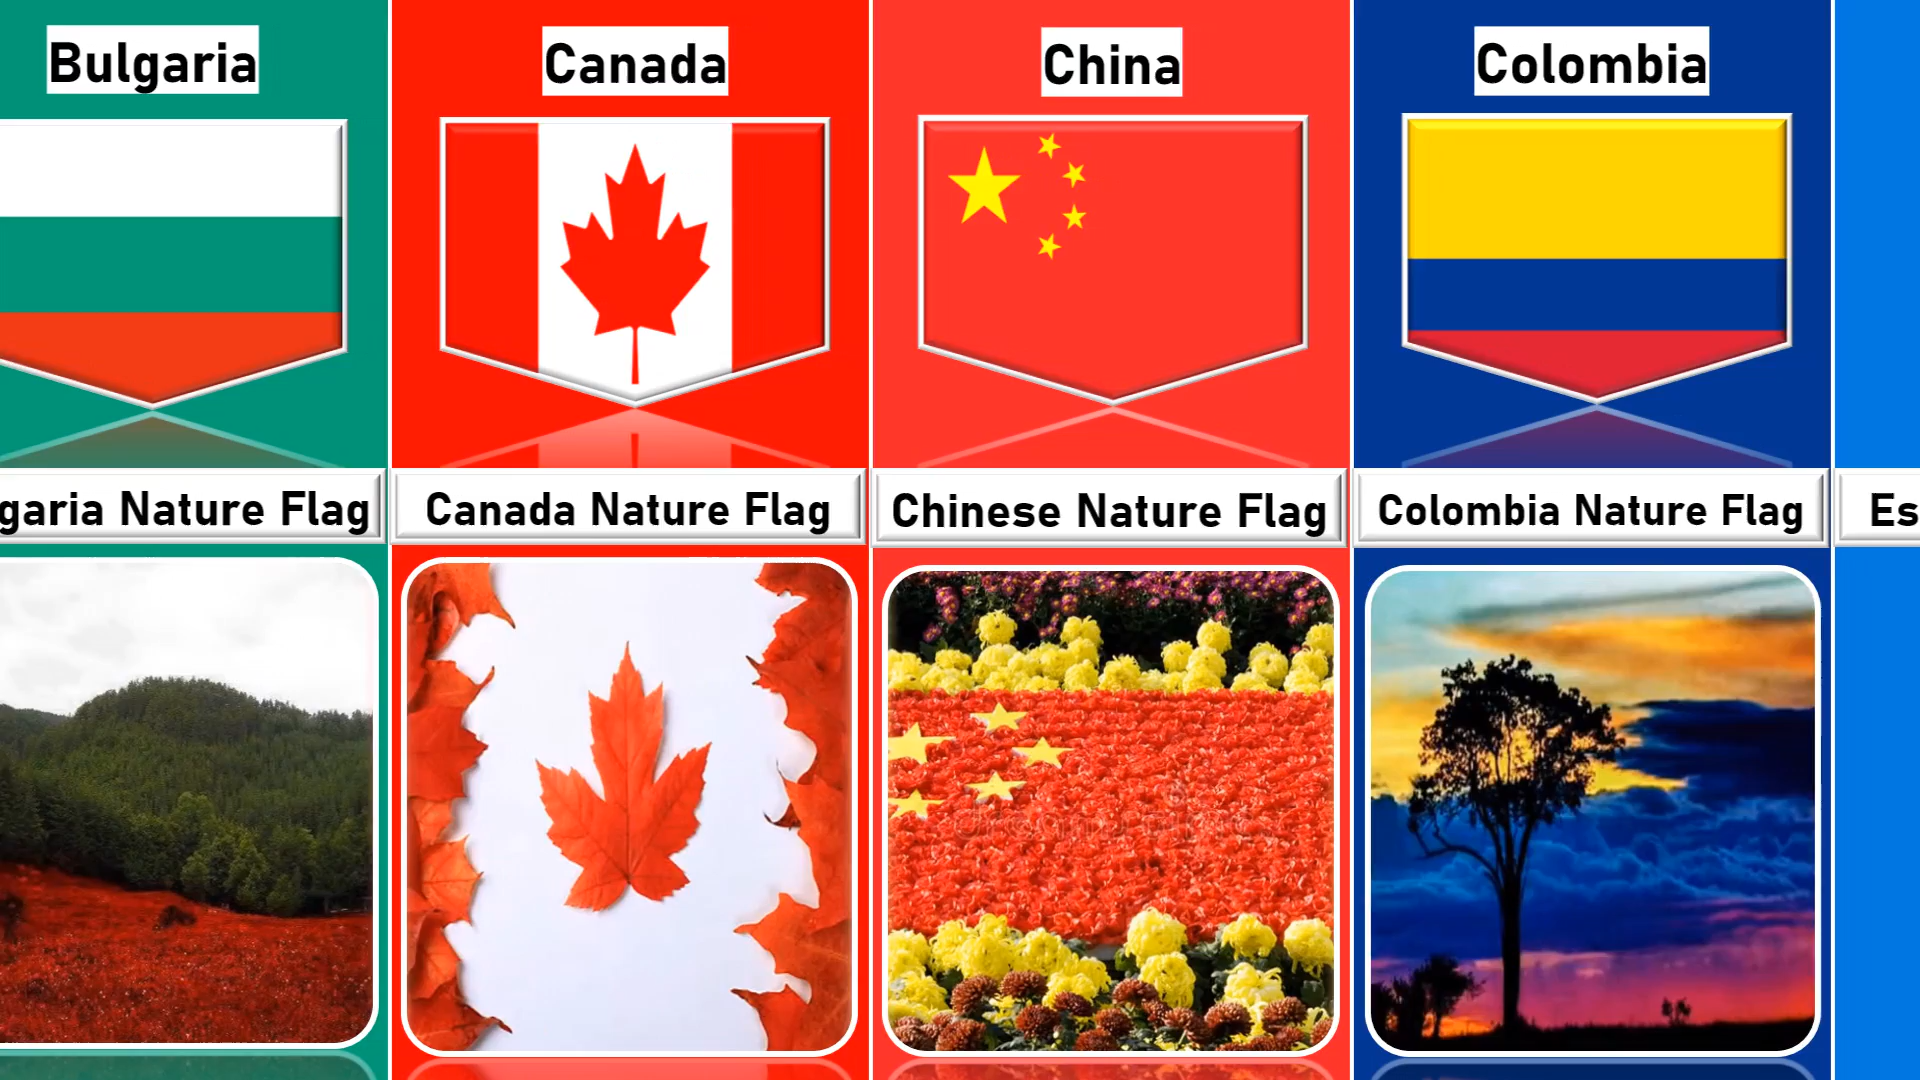 Bulgaria
Canada
China
Colombia
garia Nature Flag
Canada Nature Flag
Chinese Nature Flag
Colombia Nature Flag
Es